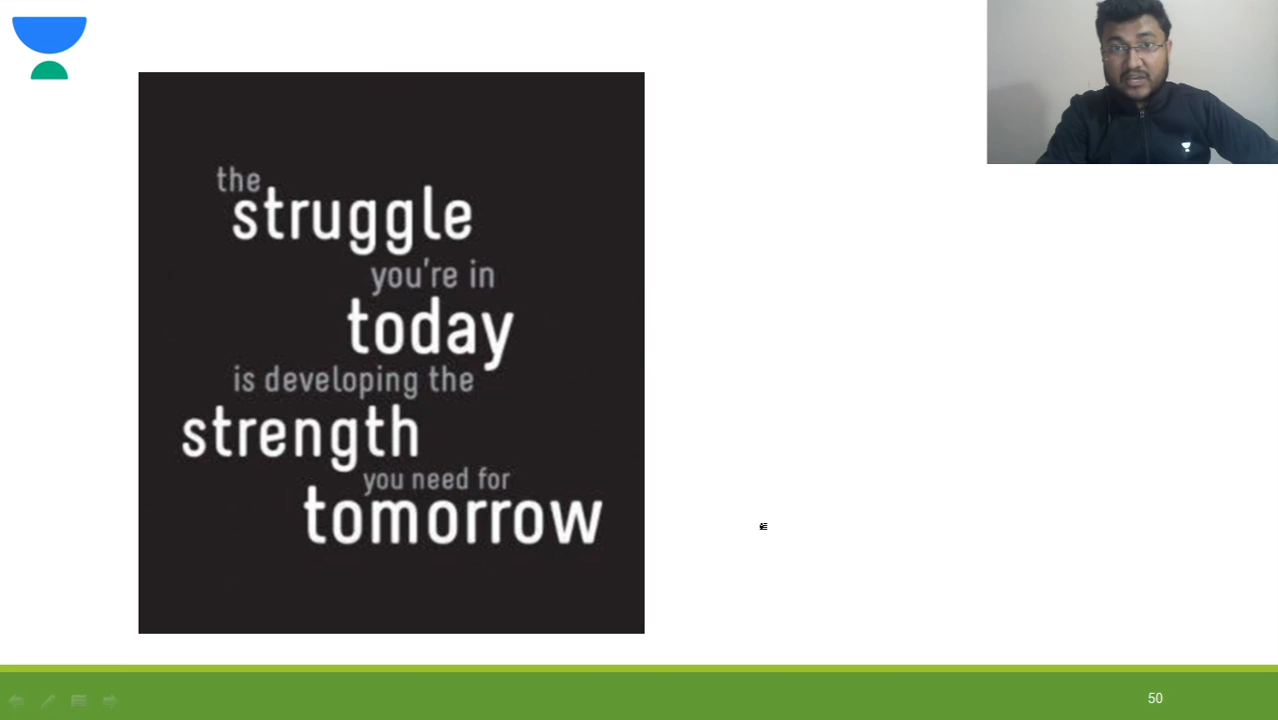 the
struggle
you're in
today
is developing the
strength
you need for
tomorrow
50